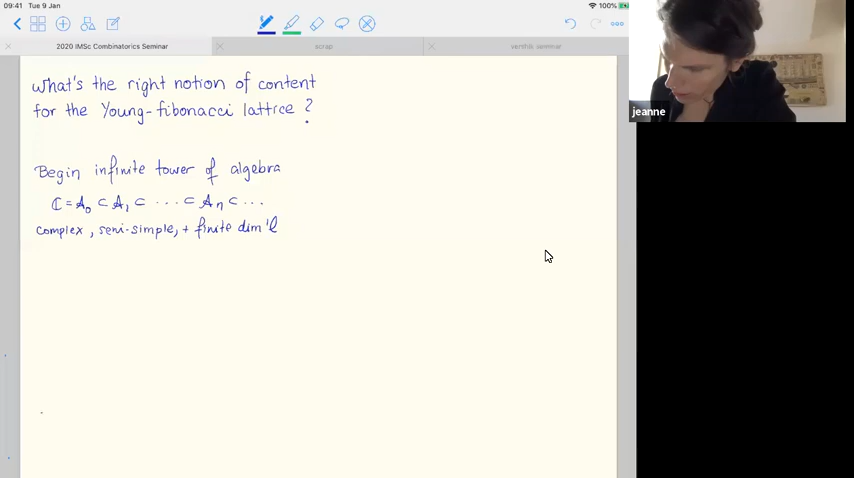 09:41 Tue 9 Jan
100%
2020 IMSc Combinatorics Seminar
scrap
verthik seminar
What's the right notion of content
for the Young-fibonacci lattice ?
Begin infinite tower of algebra
ℂ = A₀ ⊂ A₁ ⊂ ... ⊂ Aₙ ⊂ ...
complex, semi-simple, + finite dim'l
jeanne